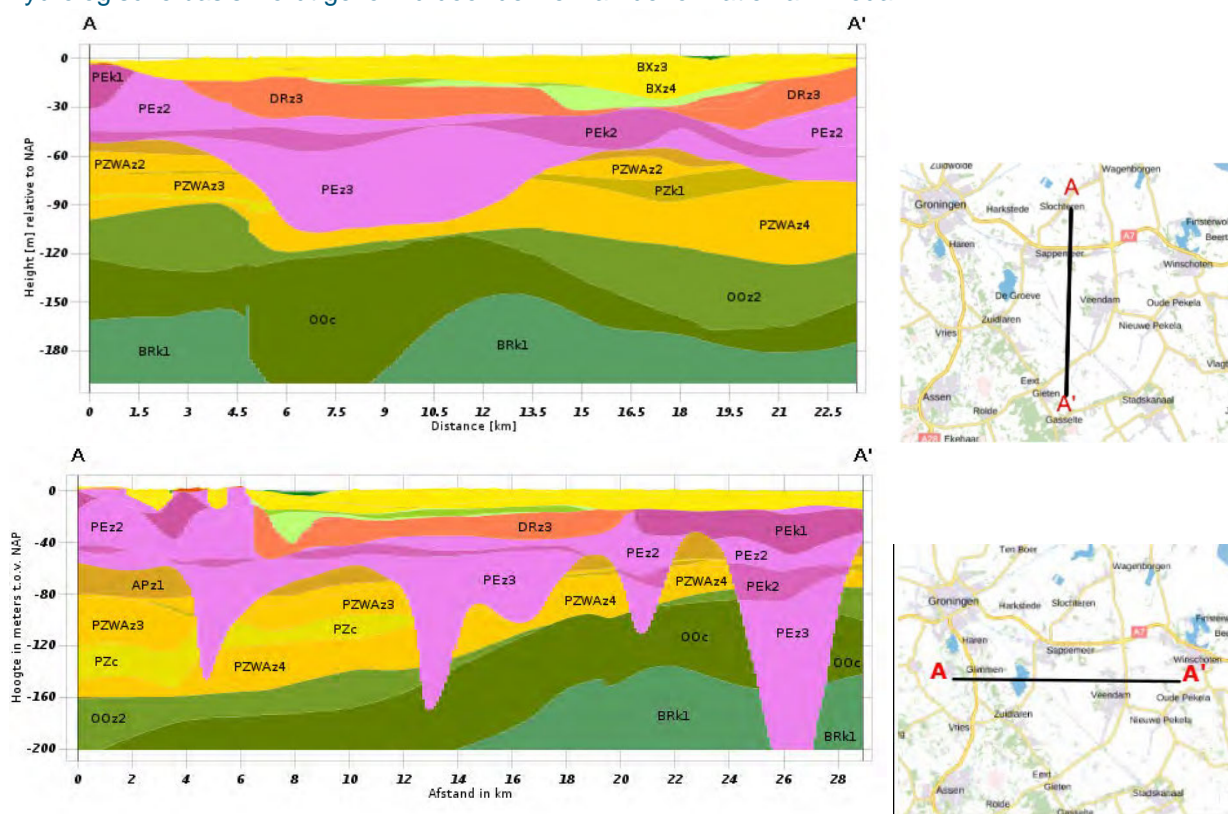 A A'
BXz3
BXz4
PEk1
DRz3
DRz3
PEz2
PEk2
PEz2
PZWAz2
PZWAz2
PZWAz3
PEz3
PZk1
PZWAz4
OOz2
OOc
BRk1
BRk1
0
-30
-60
-90
-120
-150
-180
Height [m] relative to NAP
0 1.5 3 4.5 6 7.5 9 10.5 12 13.5 15 16.5 18 19.5 21 22.5
Distance [km]
Zuidwolde
Wagenborgen
A
Groningen
Harkstede
Slochteren
Finsterwol
Beert
A7
Haren
Sappemeer
Winschoten
De Groeve
Veendam
Oude Pekela
Zuidlaren
Nieuwe Pekela
Vries
Vlagt
Eext
Gieten
A'
Assen
Rolde
Stadskanaal
Gasselte
A28
Ekehaar
A A'
PEz2
DRz3
PEk1
PEz2
PEz2
APz1
PEz3
PZWAz4
PEk2
PZWAz3
PZWAz4
PZWAz3
PZc
PEz3
OOc
OOc
PZc
PZWAz4
OOz2
BRk1
BRk1
0
-40
-80
-120
-160
-200
Hoogte in meters t.o.v. NAP
0 2 4 6 8 10 12 14 16 18 20 22 24 26 28
Afstand in km
Ten Boer
Wagenborgen
Groningen
Harkstede
Slochteren
A7
Haren
Sappemeer
Winschoten
A
Glimmen
A'
Veendam
Oude Pekela
Zuidlaren
Nieuwe Pekela
Vries
Eext
Gieten
Assen
Stadskanaal
Rolde